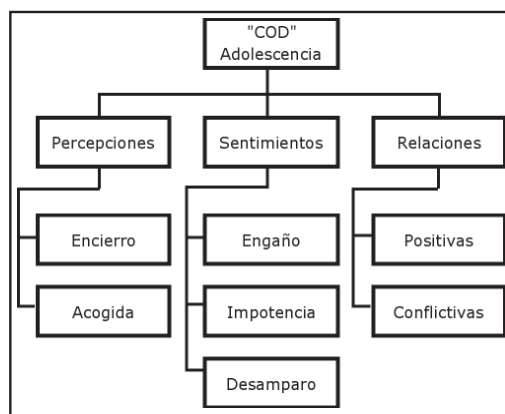 "COD"
Adolescencia
Percepciones
Sentimientos
Relaciones
Encierro
Engaño
Positivas
Acogida
Impotencia
Conflictivas
Desamparo